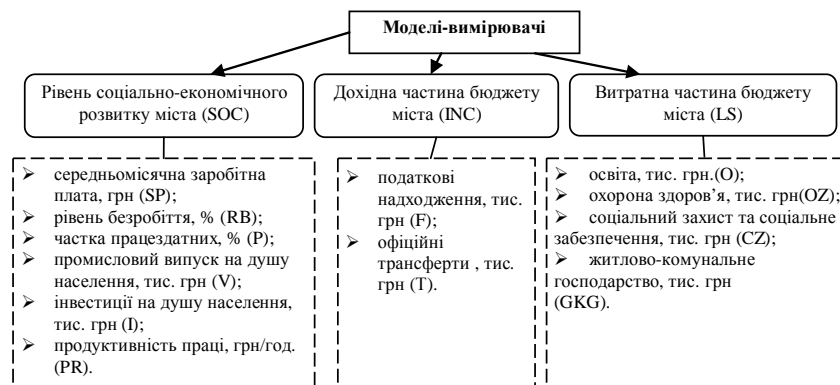 Моделі-вимірювачі
Рівень соціально-економічного
розвитку міста (SOC)
Дохідна частина бюджету
міста (INC)
Витратна частина бюджету
міста (LS)
➢ середньомісячна заробітна
плата, грн (SP);
➢ рівень безробіття, % (RB);
➢ частка працездатних, % (P);
➢ промисловий випуск на душу
населення, тис. грн (V);
➢ інвестиції на душу населення,
тис. грн (I);
➢ продуктивність праці, грн/год.
(PR).
➢ податкові
надходження, тис.
грн (F);
➢ офіційні
трансферти , тис.
грн (T).
➢ освіта, тис. грн.(O);
➢ охорона здоров’я, тис. грн(OZ);
➢ соціальний захист та соціальне
забезпечення, тис. грн (CZ);
➢ житлово-комунальне
господарство, тис. грн
(GKG).